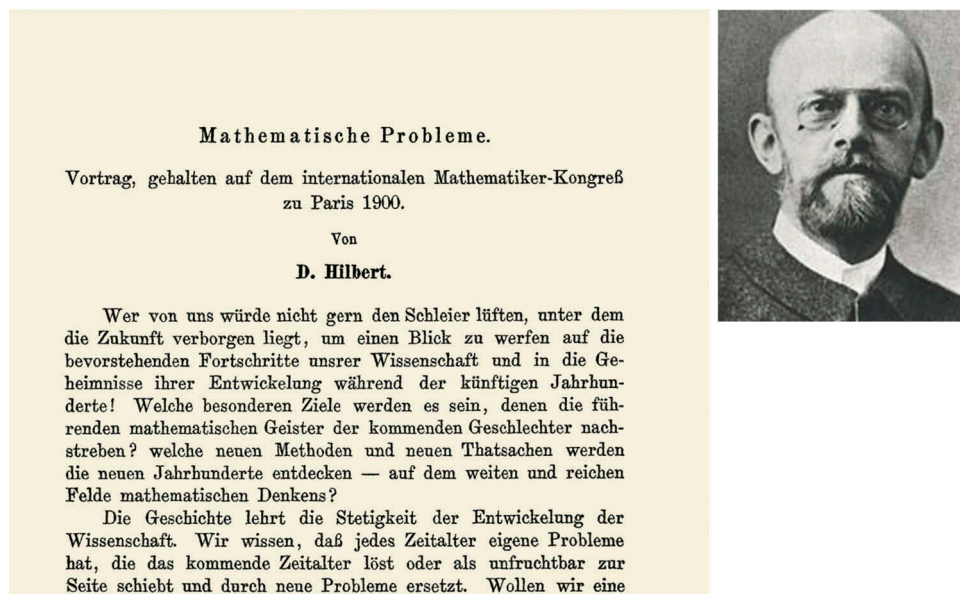 Mathematische Probleme.
Vortrag, gehalten auf dem internationalen Mathematiker-Kongreß
zu Paris 1900.
Von
D. Hilbert.
Wer von uns würde nicht gern den Schleier lüften, unter dem
die Zukunft verborgen liegt, um einen Blick zu werfen auf die
bevorstehenden Fortschritte unsrer Wissenschaft und in die Ge-
heimnisse ihrer Entwickelung während der künftigen Jahrhun-
derte! Welche besonderen Ziele werden es sein, denen die füh-
renden mathematischen Geister der kommenden Geschlechter nach-
streben? welche neuen Methoden und neuen Thatsachen werden
die neuen Jahrhunderte entdecken — auf dem weiten und reichen
Felde mathematischen Denkens?
Die Geschichte lehrt die Stetigkeit der Entwickelung der
Wissenschaft. Wir wissen, daß jedes Zeitalter eigene Probleme
hat, die das kommende Zeitalter löst oder als unfruchtbar zur
Seite schiebt und durch neue Probleme ersetzt. Wollen wir eine